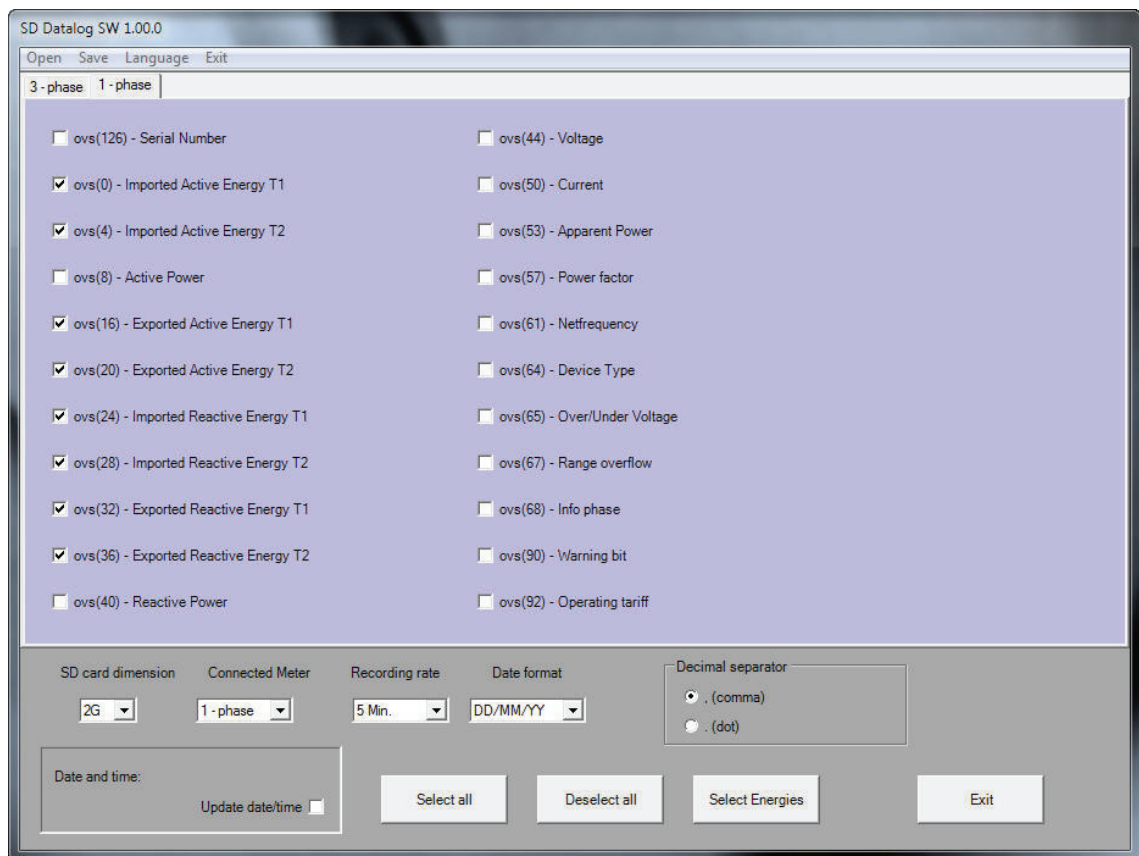 SD Datalog SW 1.00.0
Open Save Language Exit
3 - phase 1 - phase
ovs(126) - Serial Number
ovs(0) - Imported Active Energy T1
ovs(4) - Imported Active Energy T2
ovs(8) - Active Power
ovs(16) - Exported Active Energy T1
ovs(20) - Exported Active Energy T2
ovs(24) - Imported Reactive Energy T1
ovs(28) - Imported Reactive Energy T2
ovs(32) - Exported Reactive Energy T1
ovs(36) - Exported Reactive Energy T2
ovs(40) - Reactive Power
ovs(44) - Voltage
ovs(50) - Current
ovs(53) - Apparent Power
ovs(57) - Power factor
ovs(61) - Netfrequency
ovs(64) - Device Type
ovs(65) - Over/Under Voltage
ovs(67) - Range overflow
ovs(68) - Info phase
ovs(90) - Warning bit
ovs(92) - Operating tariff
SD card dimension
2G
Connected Meter
1 - phase
Recording rate
5 Min.
Date format
DD/MM/YY
Decimal separator
, (comma)
. (dot)
Date and time:
Update date/time
Select all
Deselect all
Select Energies
Exit